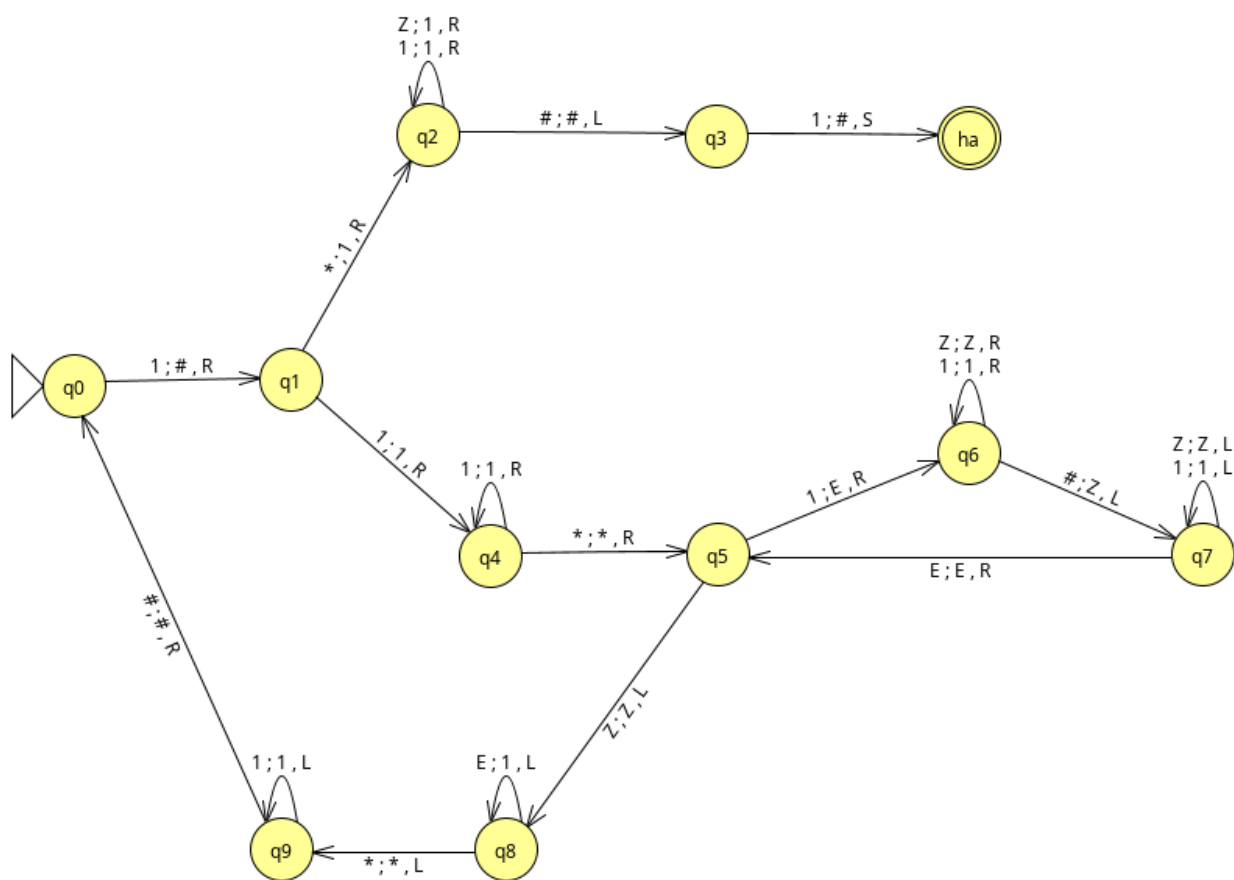 Z ; 1 , R
1 ; 1 , R
q2
# ; # , L
q3
1 ; # , S
ha
* ; 1 , R
q0
1 ; # , R
q1
1 ; 1 , R
1 ; 1 , R
q4
* ; * , R
q5
1 ; E , R
Z ; Z , R
1 ; 1 , R
q6
# ; Z , L
Z ; Z , L
1 ; 1 , L
q7
E ; E , R
# ; # , R
Z ; Z , L
1 ; 1 , L
q9
* ; * , L
E ; 1 , L
q8